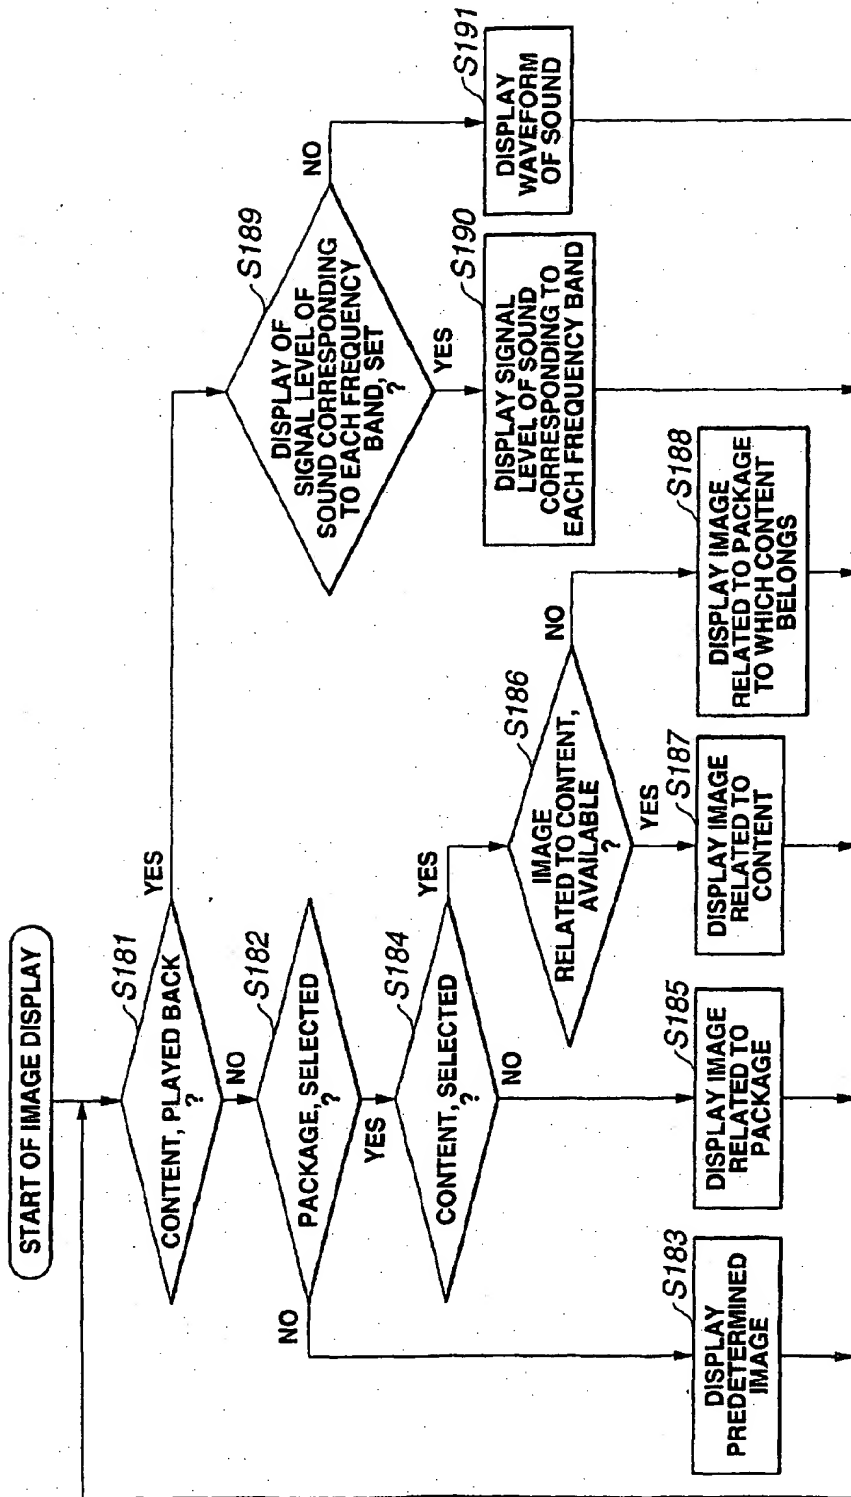 START OF IMAGE DISPLAY
S181
CONTENT, PLAYED BACK
?
YES
NO
S182
PACKAGE, SELECTED
?
NO
YES
S183
DISPLAY
PREDETERMINED
IMAGE
S184
CONTENT, SELECTED
?
YES
NO
S185
DISPLAY IMAGE
RELATED TO
PACKAGE
S186
IMAGE
RELATED TO CONTENT,
AVAILABLE
?
NO
YES
S187
DISPLAY IMAGE
RELATED TO
CONTENT
S188
DISPLAY IMAGE
RELATED TO PACKAGE
TO WHICH CONTENT
BELONGS
S189
DISPLAY OF
SIGNAL LEVEL OF
SOUND CORRESPONDING
TO EACH FREQUENCY
BAND, SET
?
NO
YES
S190
DISPLAY SIGNAL
LEVEL OF SOUND
CORRESPONDING TO
EACH FREQUENCY BAND
S191
DISPLAY
WAVEFORM
OF SOUND